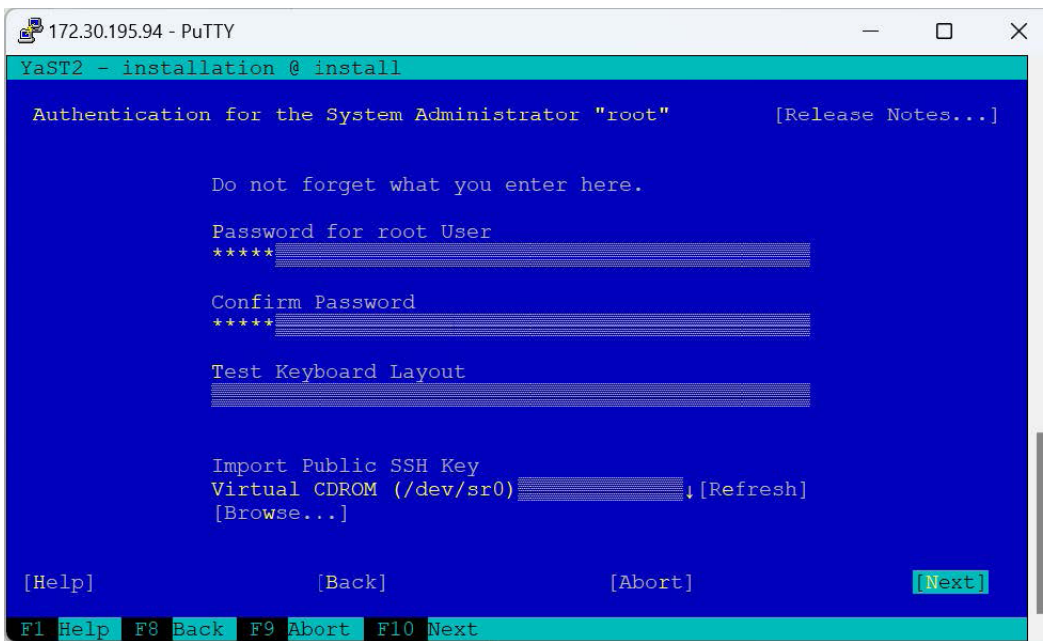 172.30.195.94 - PuTTY
YaST2 - installation @ install
Authentication for the System Administrator "root" [Release Notes...]
Do not forget what you enter here.
Password for root User
*****
Confirm Password
*****
Test Keyboard Layout
Import Public SSH Key
Virtual CDROM (/dev/sr0) ↓[Refresh]
[Browse...]
[Help] [Back] [Abort] [Next]
F1 Help F8 Back F9 Abort F10 Next